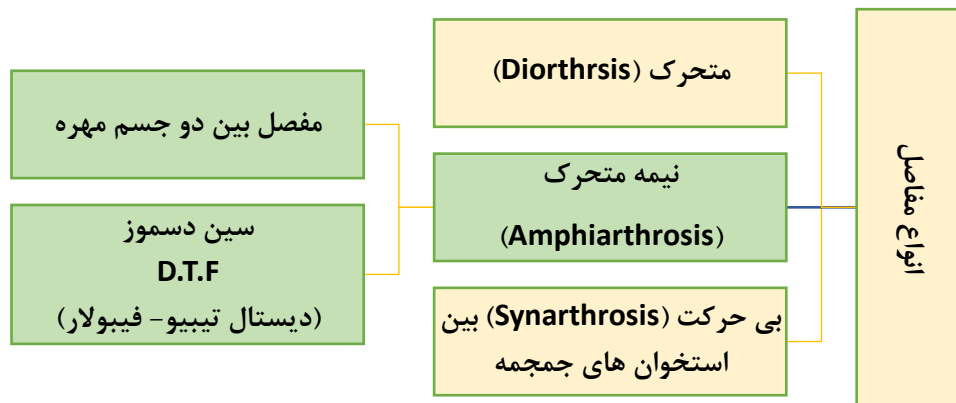 انواع مفاصل
متحرک (Diorthrsis)
نیمه متحرک
(Amphiarthrosis)
بی حرکت (Synarthrosis) بین
استخوان های جمجمه
مفصل بین دو جسم مهره
سین دسموز
D.T.F
(دیستال تیبیو- فیبولار)